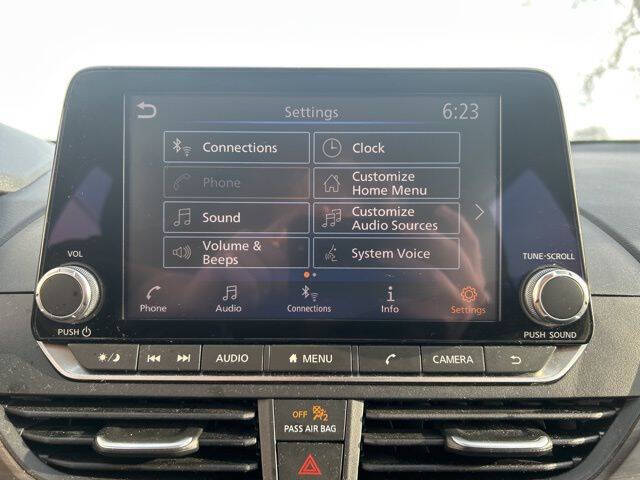 Settings 6:23
Connections
Clock
Phone
Customize
Home Menu
Sound
Customize
Audio Sources
Volume &
Beeps
System Voice
Phone Audio Connections Info Settings
VOL
PUSH
TUNE·SCROLL
PUSH SOUND
AUDIO MENU CAMERA
OFF 2
PASS AIR BAG